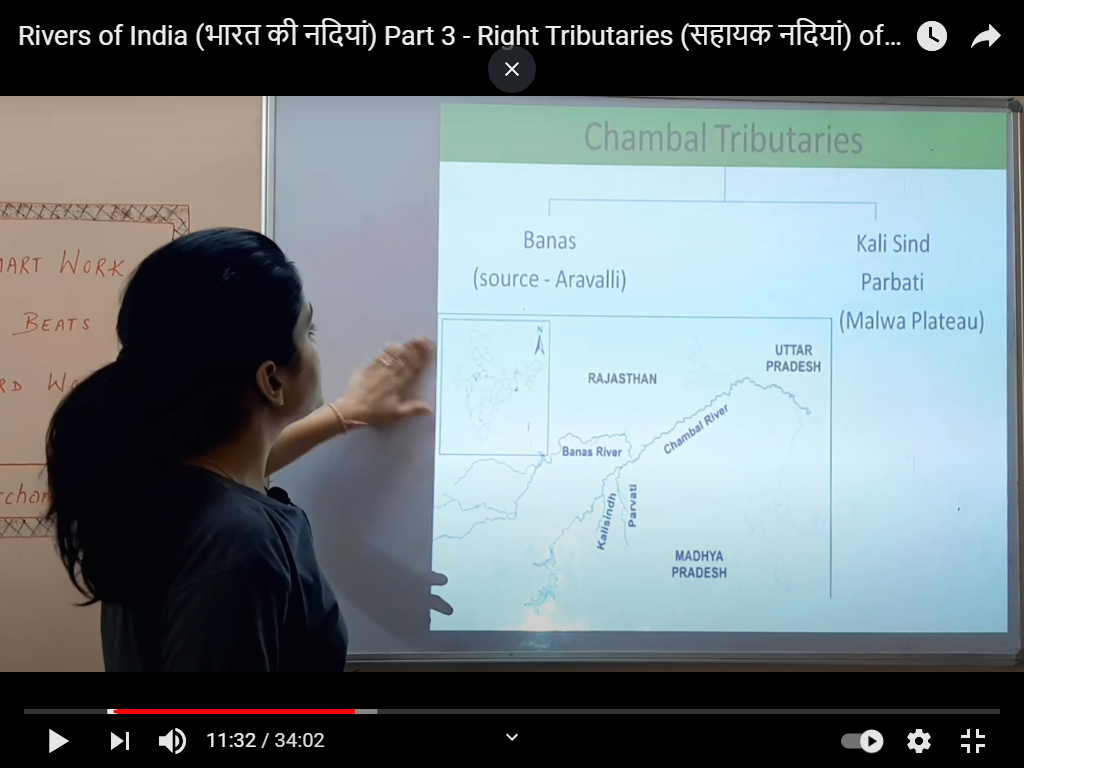 Rivers of India (भारत की नदियां) Part 3 - Right Tributaries (सहायक नदियां) of...
Chambal Tributaries
Banas
(source - Aravalli)
Kali Sind
Parbati
(Malwa Plateau)
N
UTTAR
PRADESH
RAJASTHAN
Chambal River
Banas River
Kalisindh
Parvati
MADHYA
PRADESH
ART WORK
BEATS
RD
11:32 / 34:02